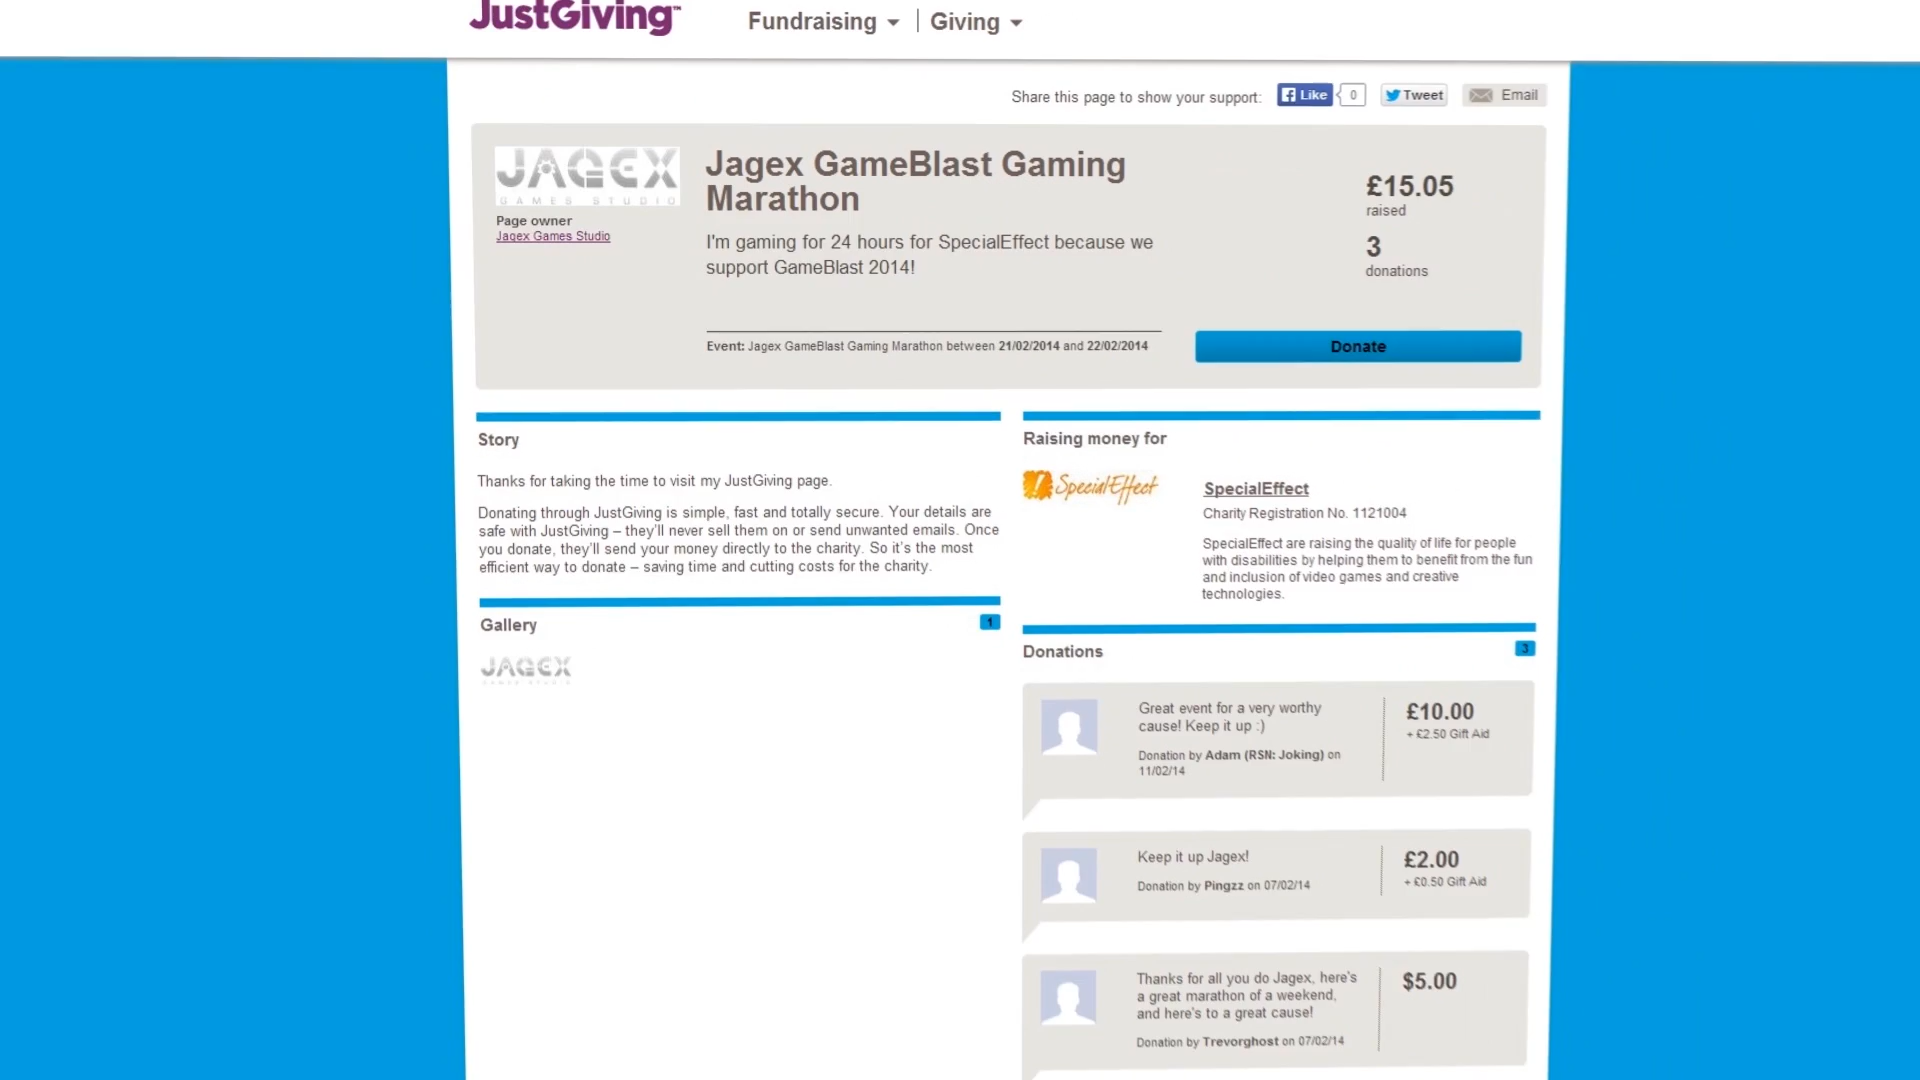 JustGiving™
Fundraising
Giving
Share this page to show your support:
Like
0
Tweet
Email
JAGEX
GAMES STUDIO
Page owner
Jagex Games Studio
Jagex GameBlast Gaming
Marathon
I'm gaming for 24 hours for SpecialEffect because we
support GameBlast 2014!
Event: Jagex GameBlast Gaming Marathon between 21/02/2014 and 22/02/2014
£15.05
raised
3
donations
Donate
Story
Thanks for taking the time to visit my JustGiving page.
Donating through JustGiving is simple, fast and totally secure. Your details are
safe with JustGiving – they'll never sell them on or send unwanted emails. Once
you donate, they'll send your money directly to the charity. So it's the most
efficient way to donate – saving time and cutting costs for the charity.
Gallery
1
JAGEX
GAMES STUDIO
Raising money for
SpecialEffect
SpecialEffect
Charity Registration No. 1121004
SpecialEffect are raising the quality of life for people
with disabilities by helping them to benefit from the fun
and inclusion of video games and creative
technologies.
Donations
3
Great event for a very worthy
cause! Keep it up :)
Donation by Adam (RSN: Joking) on
11/02/14
£10.00
+ £2.50 Gift Aid
Keep it up Jagex!
Donation by Pingzz on 07/02/14
£2.00
+ £0.50 Gift Aid
Thanks for all you do Jagex, here's
a great marathon of a weekend,
and here's to a great cause!
Donation by Trevorghost on 07/02/14
$5.00